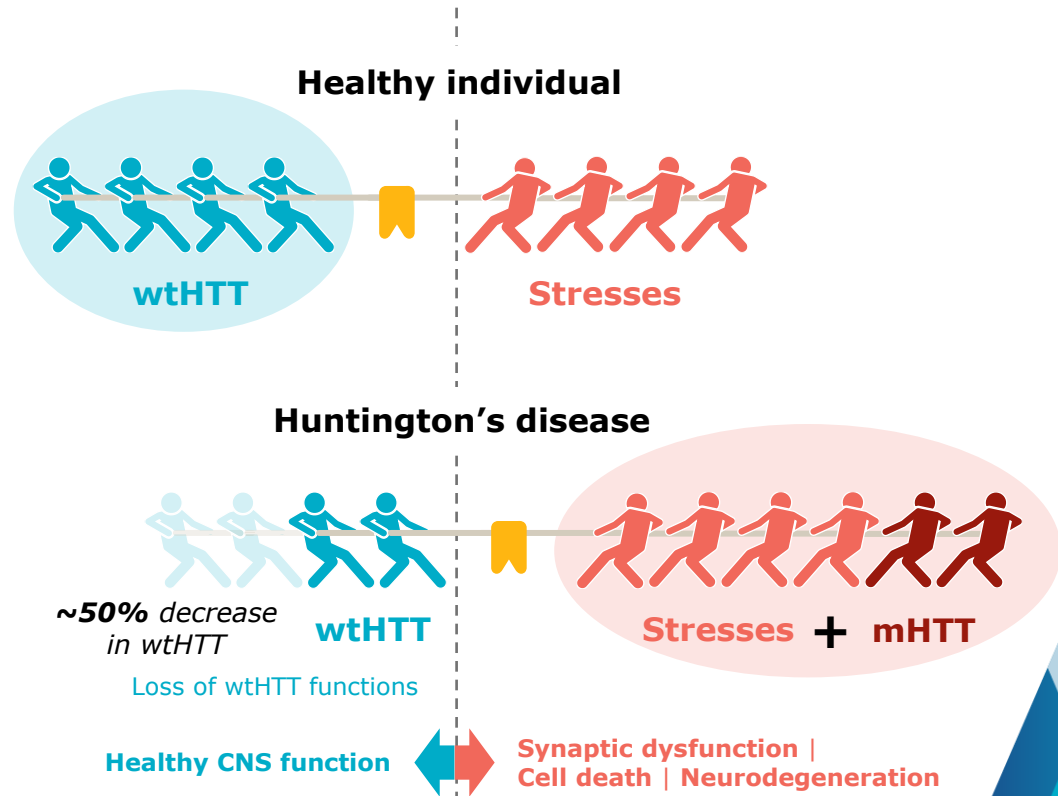 Healthy individual
wtHTT
Stresses
Huntington’s disease
~50% decrease
in wtHTT
wtHTT
Stresses + mHTT
Loss of wtHTT functions
Healthy CNS function
Synaptic dysfunction |
Cell death | Neurodegeneration